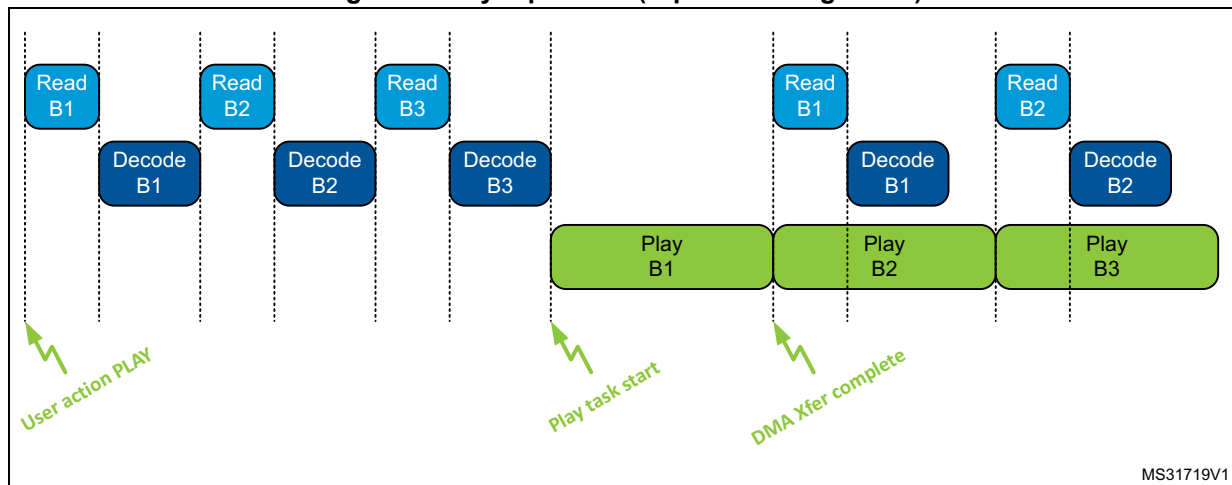 Read
B1
Read
B2
Read
B3
Read
B1
Read
B2
Decode
B1
Decode
B2
Decode
B3
Decode
B1
Decode
B2
Play
B1
Play
B2
Play
B3
User action PLAY
Play task start
DMA Xfer complete
MS31719V1